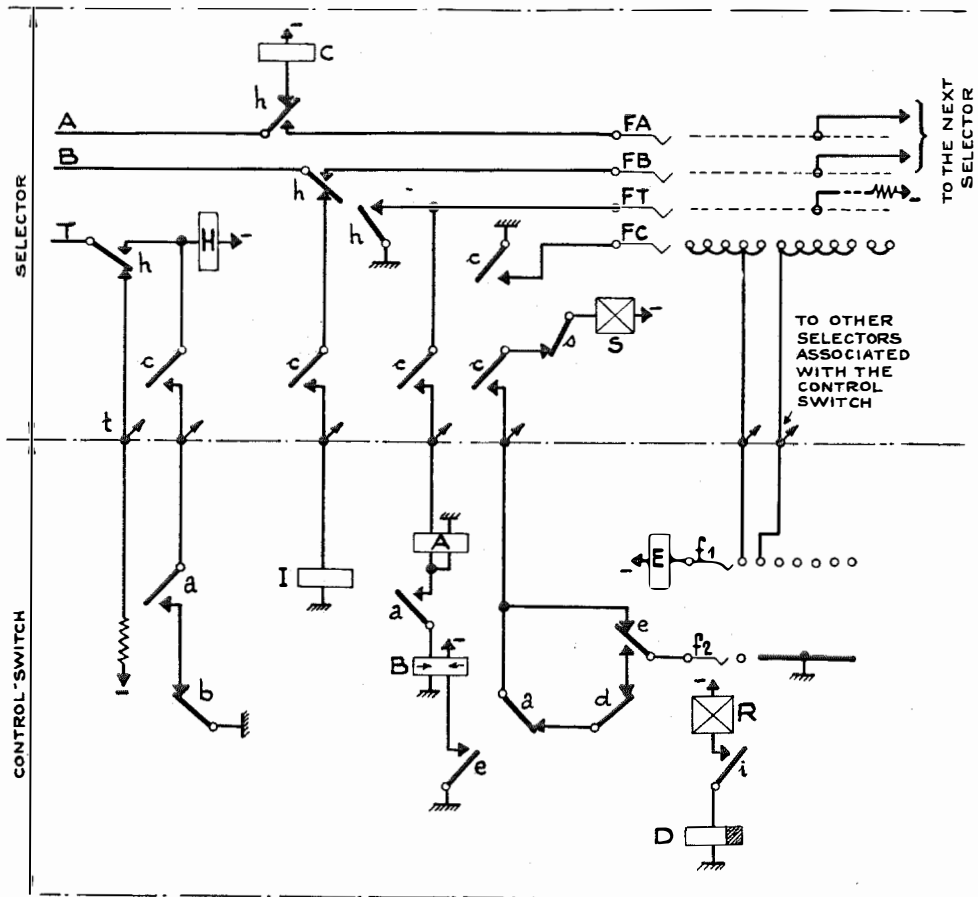 C
h
A
FA
TO THE NEXT
SELECTOR
B
FB
h
FT
T
h
H
h
c
FC
SELECTOR
s
S
TO OTHER
SELECTORS
ASSOCIATED
WITH THE
CONTROL
SWITCH
c
c
c
c
t
A
E
f1
I
a
a
e
f2
B
b
a
d
R
e
i
D
CONTROL SWITCH